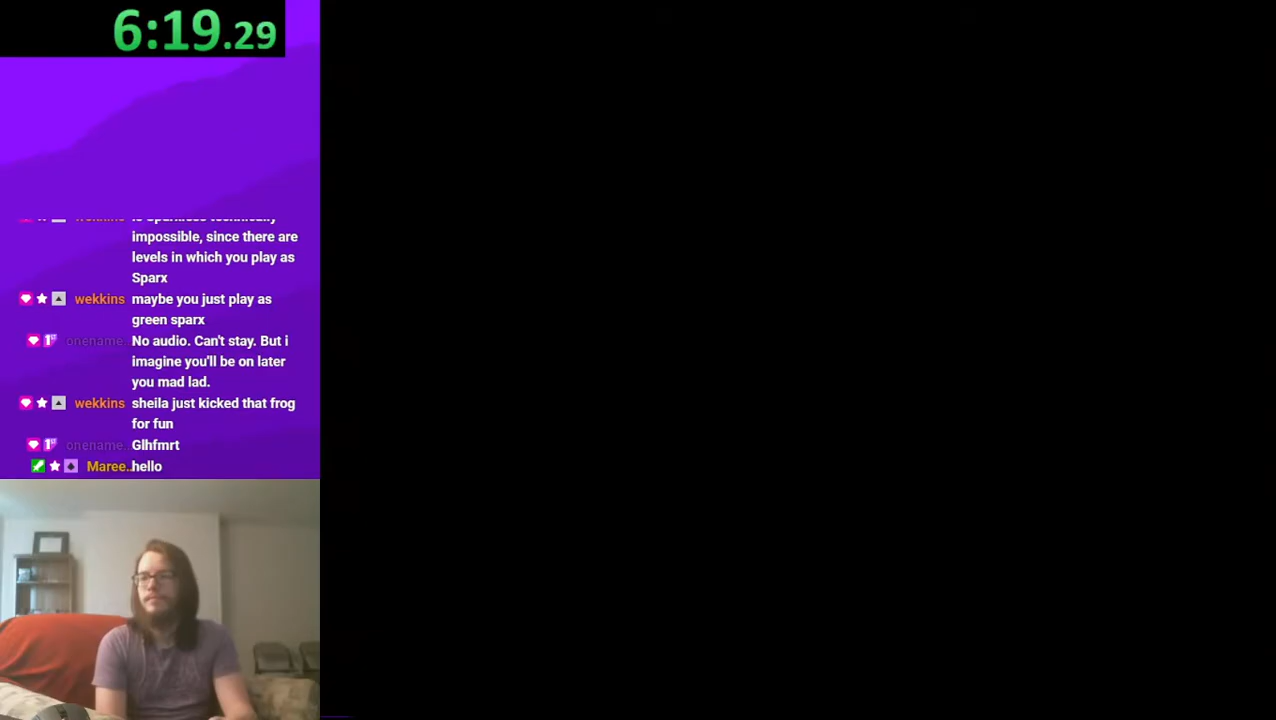 6:19.29
impossible, since there are
levels in which you play as
Sparx
wekkins maybe you just play as
green sparx
onename.. No audio. Can't stay. But i
imagine you'll be on later
you mad lad.
wekkins sheila just kicked that frog
for fun
onename.. Glhfmrt
Maree.. hello